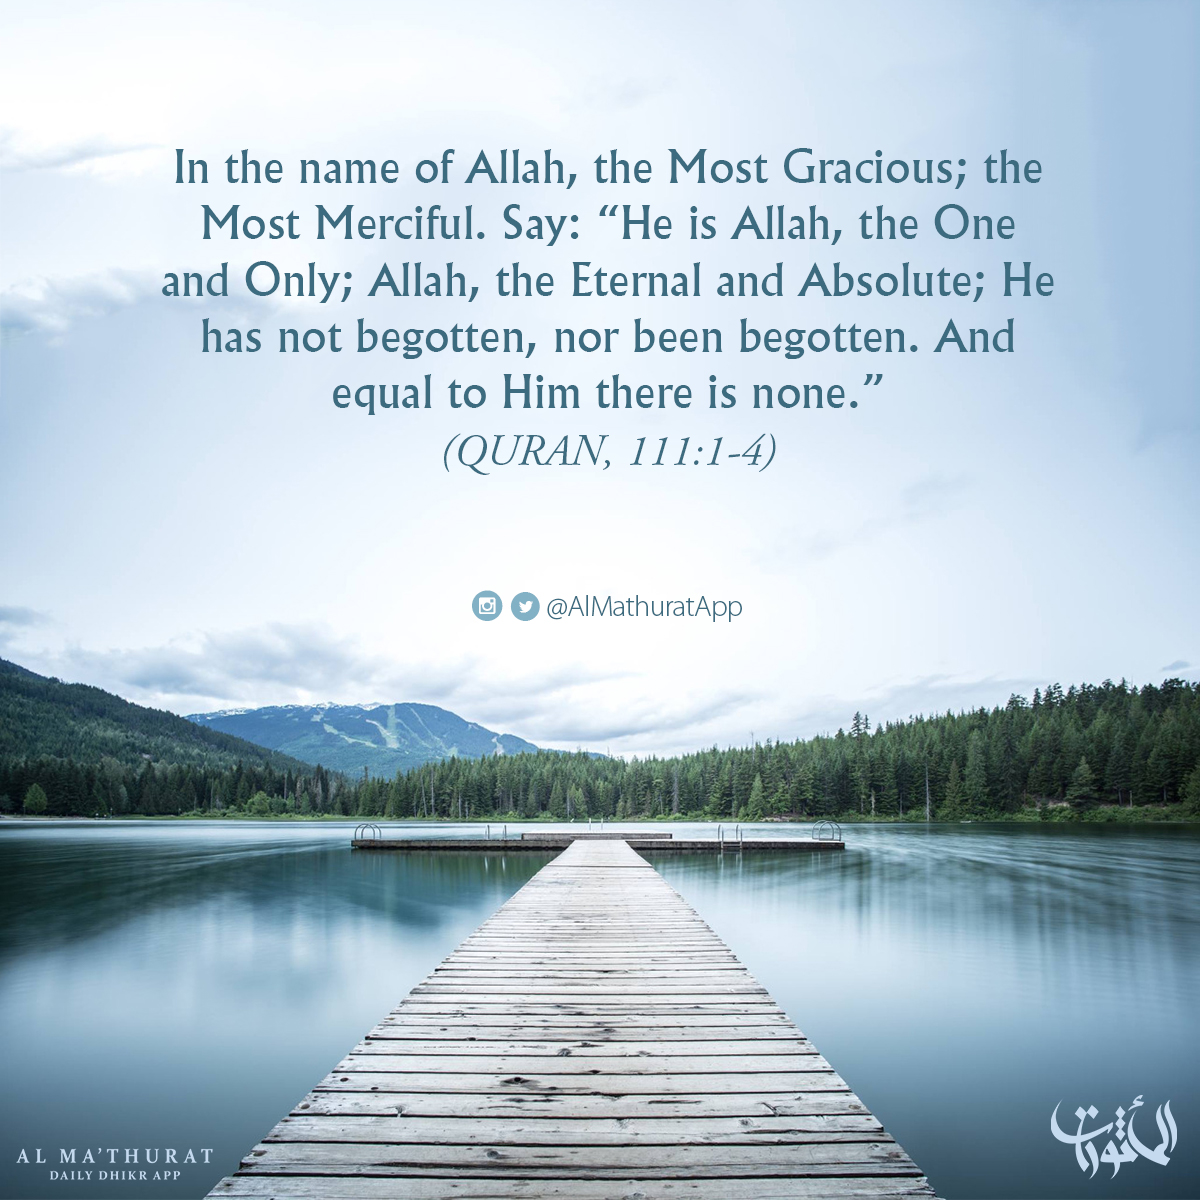 In the name of Allah, the Most Gracious; the
Most Merciful. Say: “He is Allah, the One
and Only; Allah, the Eternal and Absolute; He
has not begotten, nor been begotten. And
equal to Him there is none.”
(QURAN, 111:1-4)
@AlMathuratApp
AL MA’THURAT
DAILY DHIKR APP
المأثورات